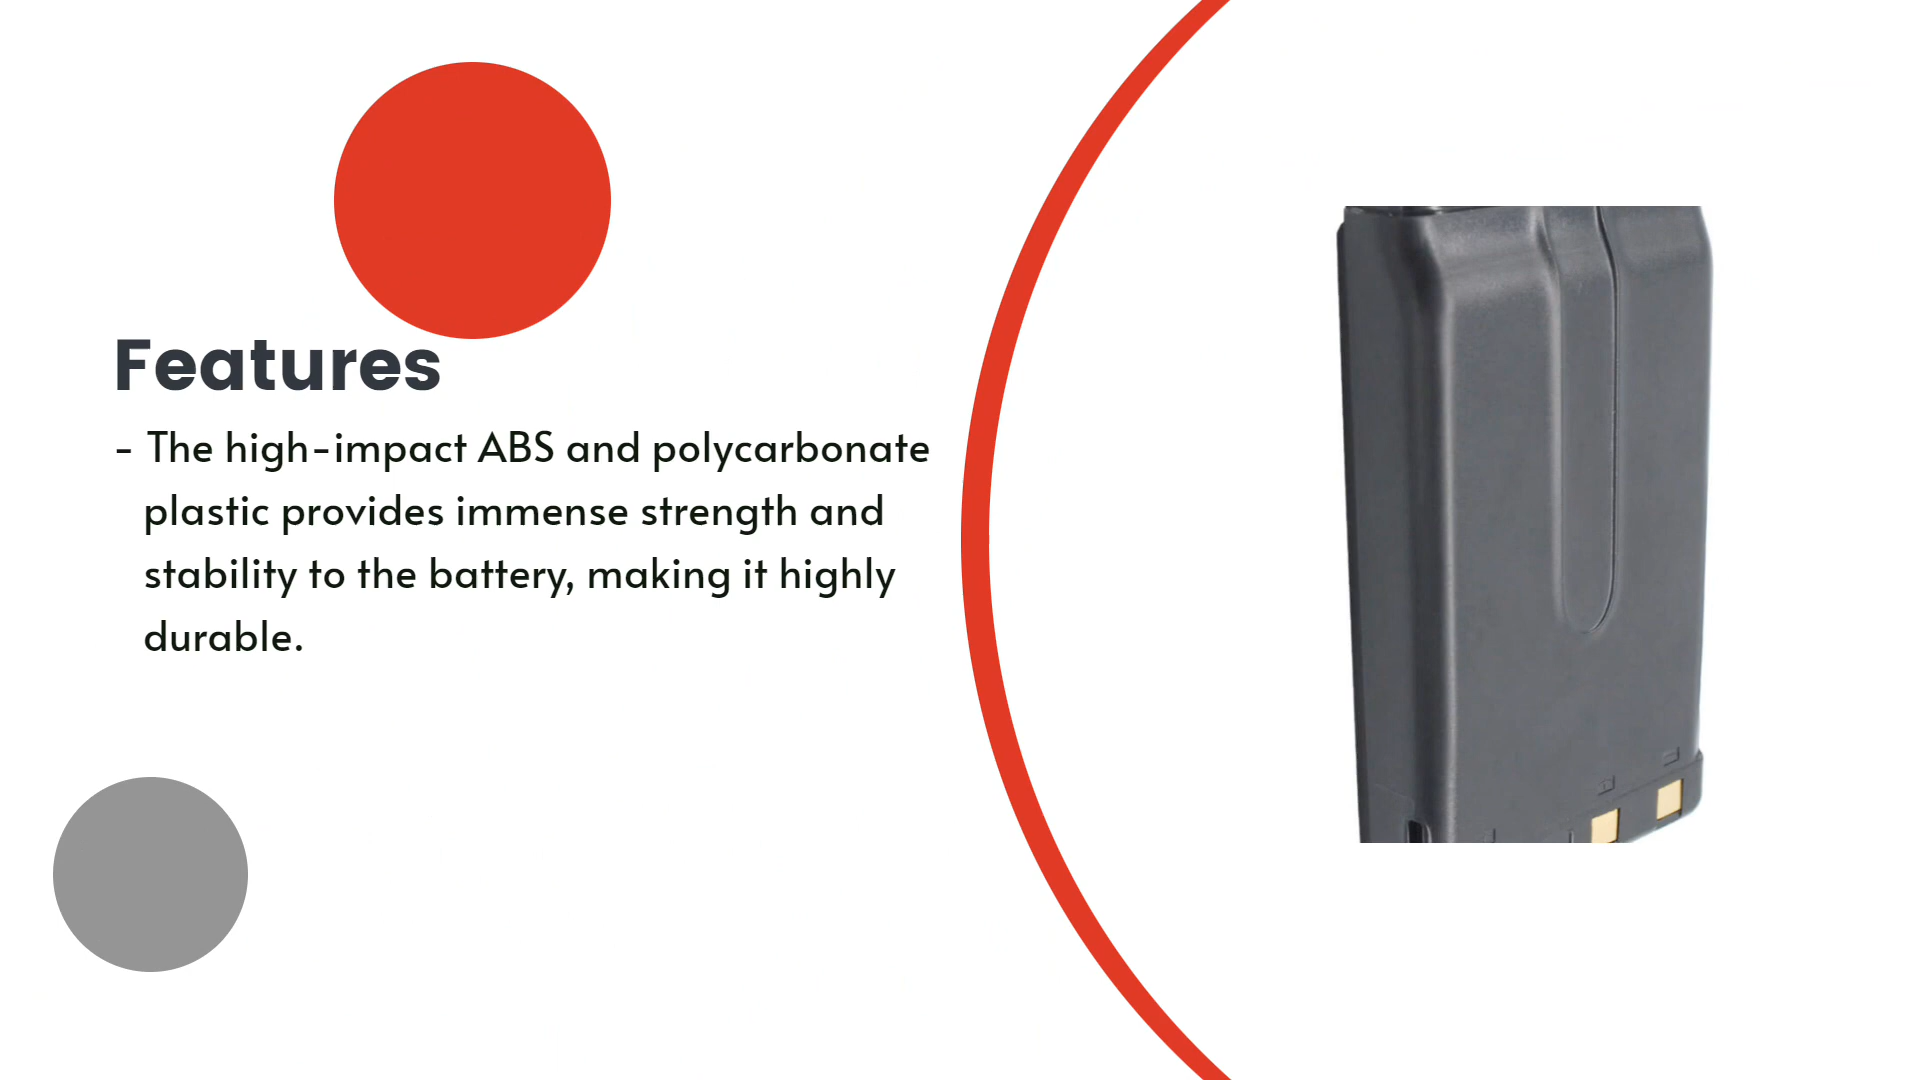 Features
- The high-impact ABS and polycarbonate
plastic provides immense strength and
stability to the battery, making it highly
durable.